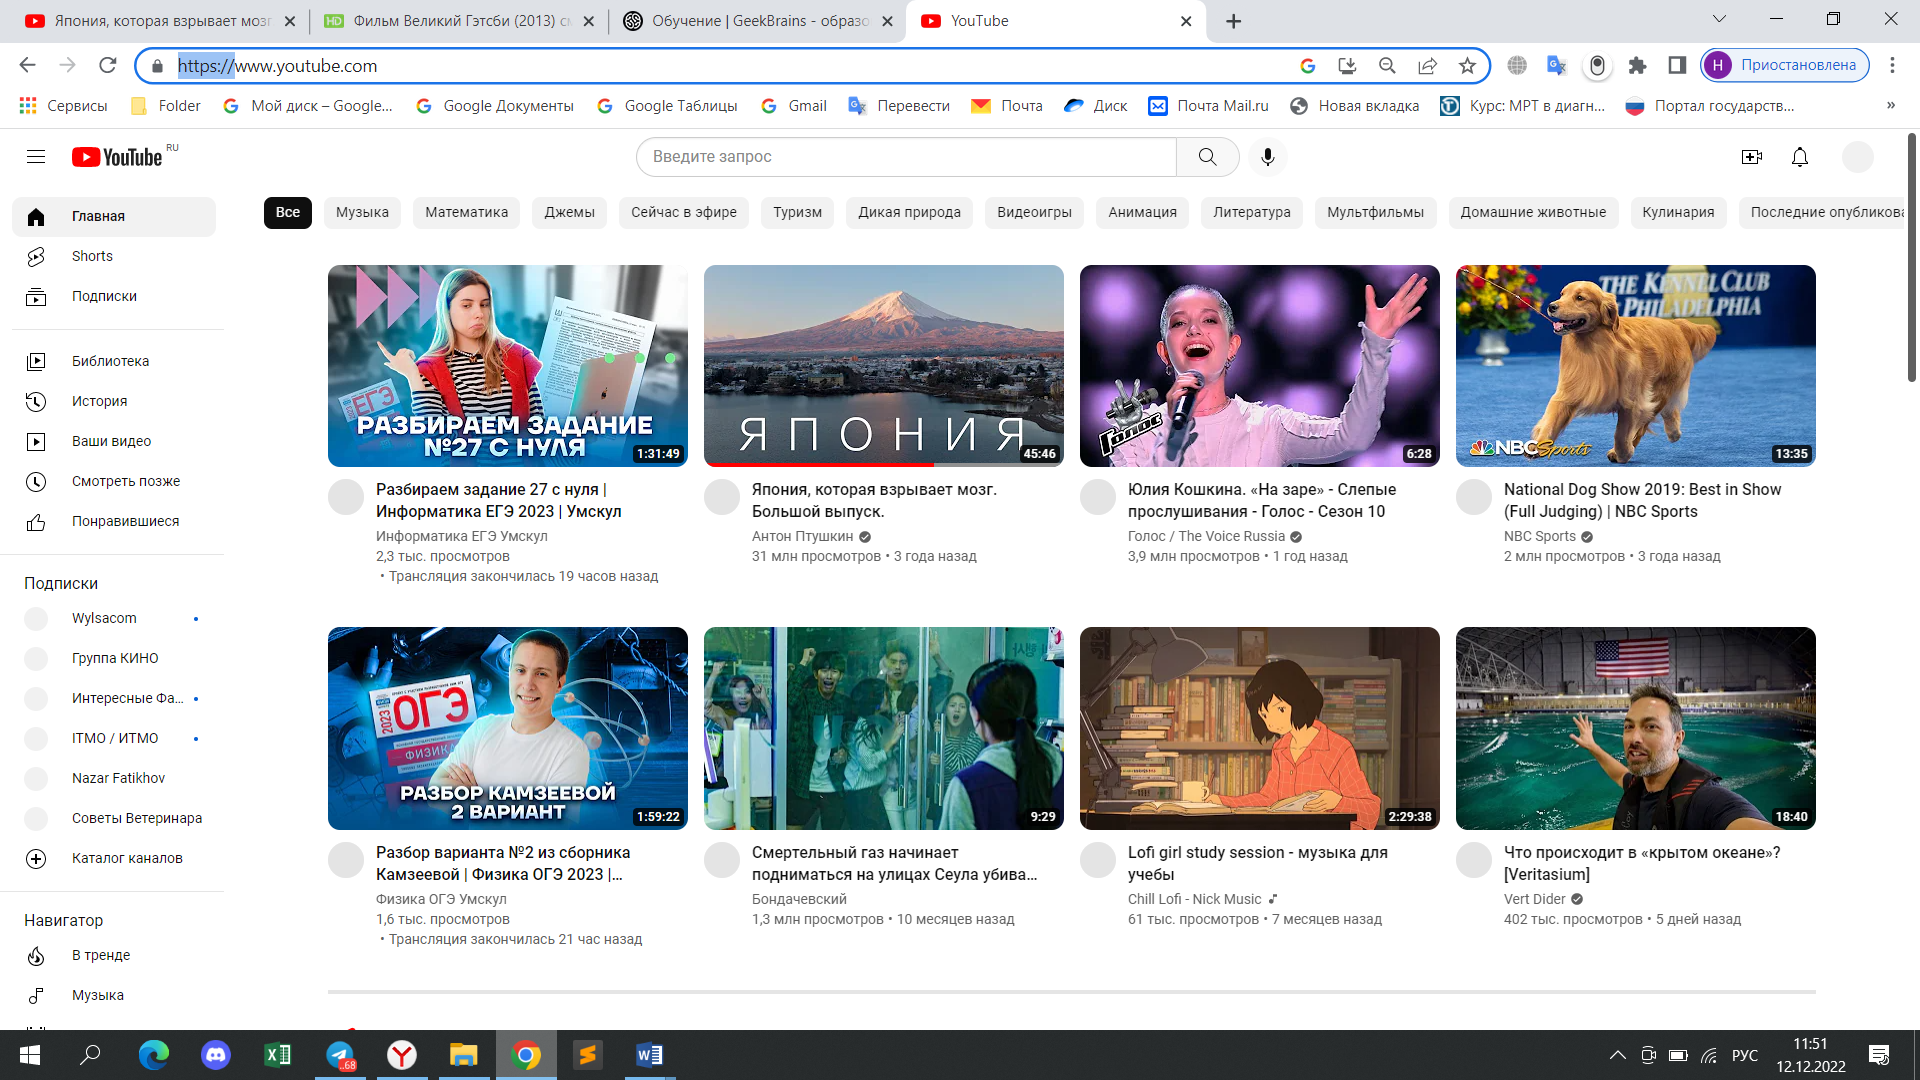 Япония, которая взрывает мозг
Фильм Великий Гэтсби (2013) с
Обучение | GeekBrains - образо
YouTube
https://www.youtube.com
Н Приостановлена
Сервисы
Folder
Мой диск – Google...
Google Документы
Google Таблицы
Gmail
Перевести
Почта
Диск
Почта Mail.ru
Новая вкладка
Курс: МРТ в диагн...
Портал государств...
»
YouTube RU
Введите запрос
Все
Музыка
Математика
Джемы
Сейчас в эфире
Туризм
Дикая природа
Видеоигры
Анимация
Литература
Мультфильмы
Домашние животные
Кулинария
Последние опубликова
Главная
Shorts
Подписки
Библиотека
История
Ваши видео
Смотреть позже
Понравившиеся
Подписки
Wylsacom
Группа КИНО
Интересные Фа...
ITMO / ИТМО
Nazar Fatikhov
Советы Ветеринара
Каталог каналов
Навигатор
В тренде
Музыка
ЕГЭ
РАЗБИРАЕМ ЗАДАНИЕ
№27 С НУЛЯ
1:31:49
Разбираем задание 27 с нуля |
Информатика ЕГЭ 2023 | Умскул
Информатика ЕГЭ Умскул
2,3 тыс. просмотров
• Трансляция закончилась 19 часов назад
ЯПОНИЯ
45:46
Япония, которая взрывает мозг.
Большой выпуск.
Антон Птушкин
31 млн просмотров • 3 года назад
Голос
6:28
Юлия Кошкина. «На заре» - Слепые
прослушивания - Голос - Сезон 10
Голос / The Voice Russia
3,9 млн просмотров • 1 год назад
THE KENNEL CLUB
PHILADELPHIA
NBC Sports
13:35
National Dog Show 2019: Best in Show
(Full Judging) | NBC Sports
NBC Sports
2 млн просмотров • 3 года назад
2023 ОГЭ
ФИЗИКА
РАЗБОР КАМЗЕЕВОЙ
2 ВАРИАНТ
1:59:22
Разбор варианта №2 из сборника
Камзеевой | Физика ОГЭ 2023 |...
Физика ОГЭ Умскул
1,6 тыс. просмотров
• Трансляция закончилась 21 час назад
9:29
Смертельный газ начинает
подниматься на улицах Сеула убива...
Бондачевский
1,3 млн просмотров • 10 месяцев назад
2:29:38
Lofi girl study session - музыка для
учебы
Chill Lofi - Nick Music
61 тыс. просмотров • 7 месяцев назад
18:40
Что происходит в «крытом океане»?
[Veritasium]
Vert Dider
402 тыс. просмотров • 5 дней назад
..68
РУС
11:51
12.12.2022